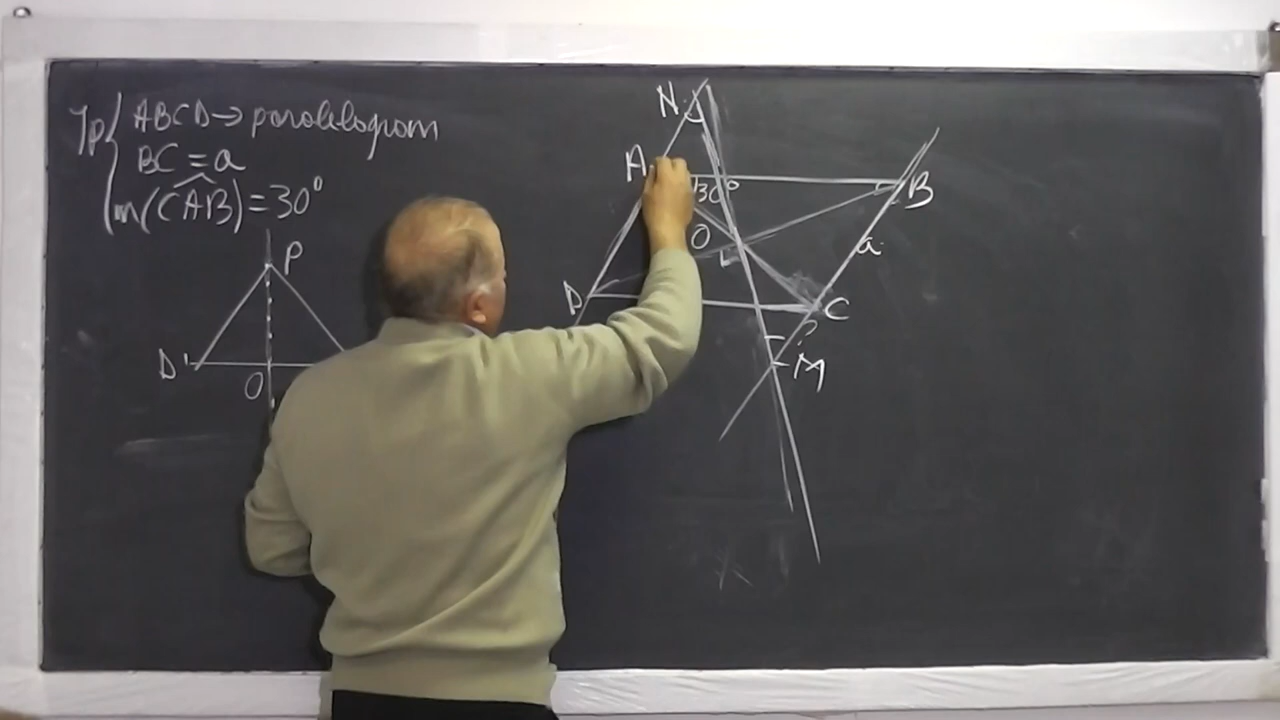 Ip { ABCD → paralelogram
BC = a
m(CAB) = 30°
P
D'
O
N
A
30°
B
O
a
D
C
?
M